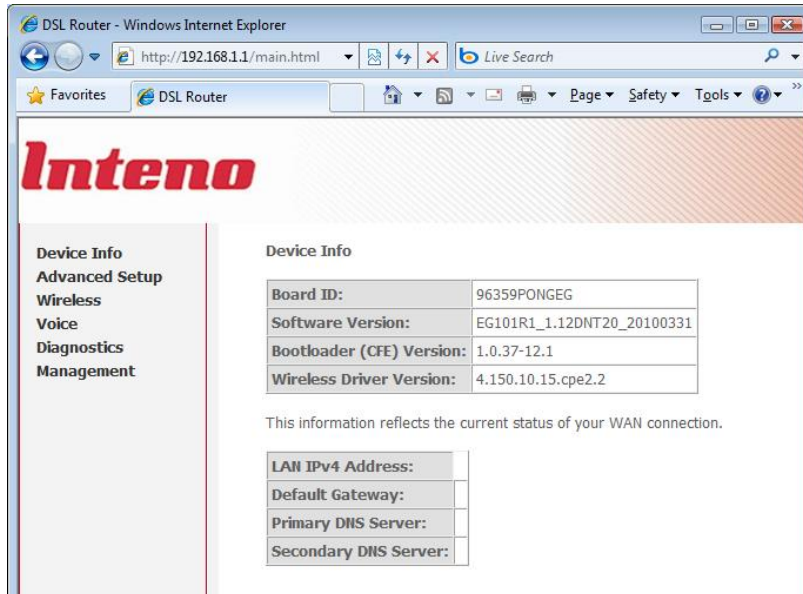 DSL Router - Windows Internet Explorer
http://192.168.1.1/main.html
Live Search
Favorites
DSL Router
Page
Safety
Tools
Inteno
Device Info
Advanced Setup
Wireless
Voice
Diagnostics
Management
Device Info
Board ID: 96359PONGEG
Software Version: EG101R1_1.12DNT20_20100331
Bootloader (CFE) Version: 1.0.37-12.1
Wireless Driver Version: 4.150.10.15.cpe2.2
This information reflects the current status of your WAN connection.
LAN IPv4 Address:
Default Gateway:
Primary DNS Server:
Secondary DNS Server: